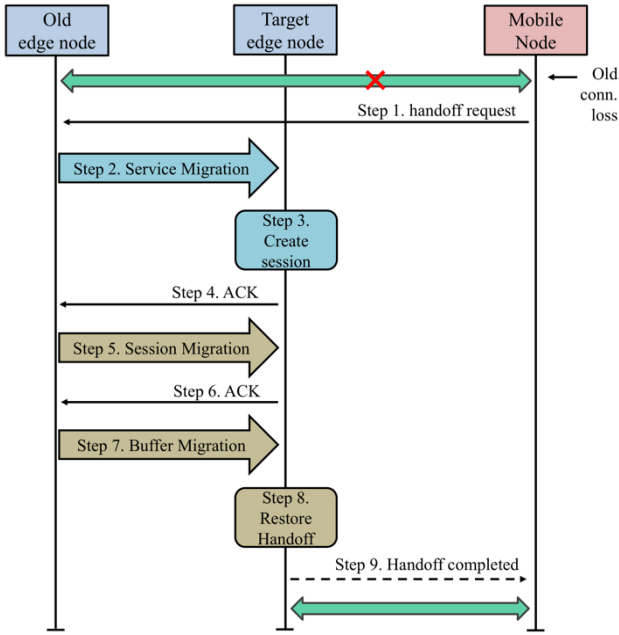 Old
edge node
Target
edge node
Mobile
Node
Old
conn.
loss
Step 1. handoff request
Step 2. Service Migration
Step 3.
Create
session
Step 4. ACK
Step 5. Session Migration
Step 6. ACK
Step 7. Buffer Migration
Step 8.
Restore
Handoff
Step 9. Handoff completed